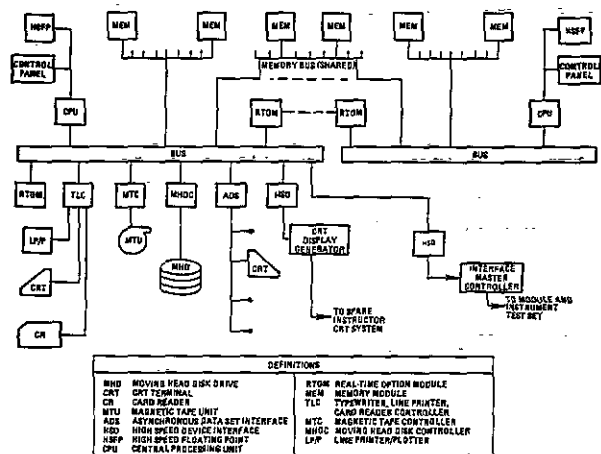 HSFP
MEM
MEM
MEM
MEM
MEM
MEM
HSFP
CONTROL
PANEL
MEMORY BUS (SHARED)
CONTROL
PANEL
CPU
RTOM
RTOM
CPU
BUS
BUS
RTOM
TLC
MTC
MHDC
ADS
HSD
HSD
LP/P
MTU
CRT
DISPLAY
GENERATOR
CRT
CRT
MHD
INTERFACE
MASTER
CONTROLLER
CR
TO SPARE
INSTRUCTOR
CRT SYSTEM
TO MODULE AND
INSTRUMENT
TEST SET
DEFINITIONS
MHD MOVING HEAD DISK DRIVE
CRT CRT TERMINAL
CR CARD READER
MTU MAGNETIC TAPE UNIT
ADS ASYNCHRONOUS DATA SET INTERFACE
HSD HIGH SPEED DEVICE INTERFACE
HSFP HIGH SPEED FLOATING POINT
CPU CENTRAL PROCESSING UNIT
RTOM REAL-TIME OPTION MODULE
MEM MEMORY MODULE
TLC TYPEWRITER, LINE PRINTER,
CARD READER CONTROLLER
MTC MAGNETIC TAPE CONTROLLER
MHDC MOVING HEAD DISK CONTROLLER
LP/P LINE PRINTER/PLOTTER